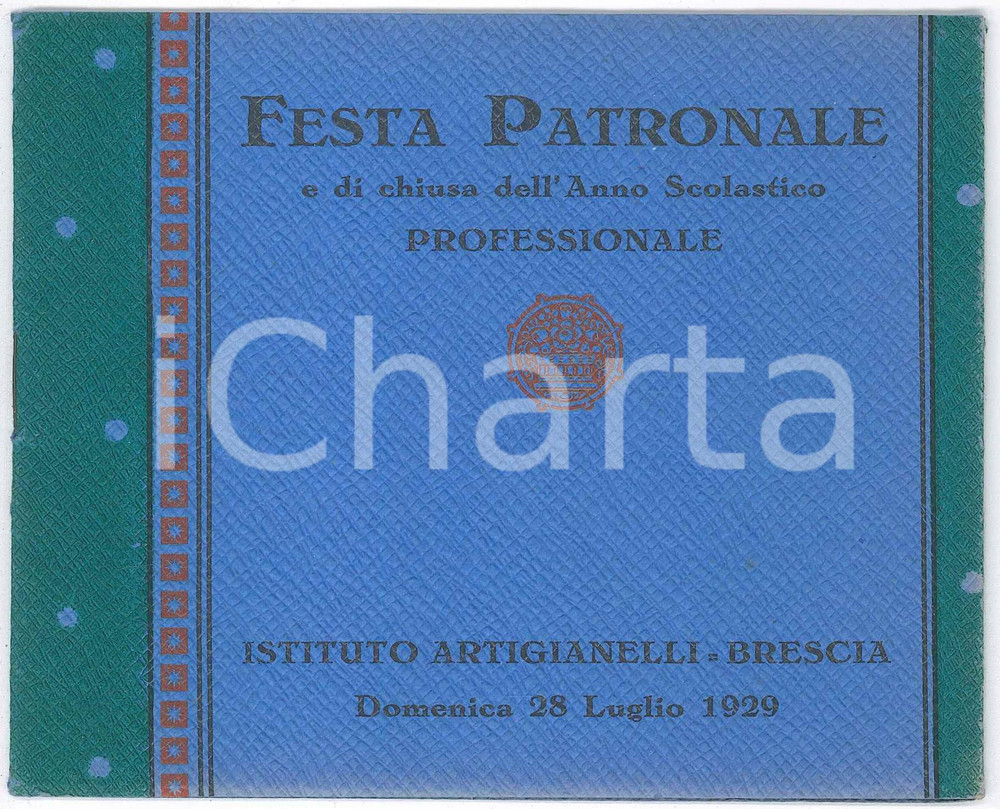 FESTA PATRONALE
e di chiusa dell'Anno Scolastico
PROFESSIONALE
iCharta
ISTITUTO ARTIGIANELLI = BRESCIA
Domenica 28 Luglio 1929